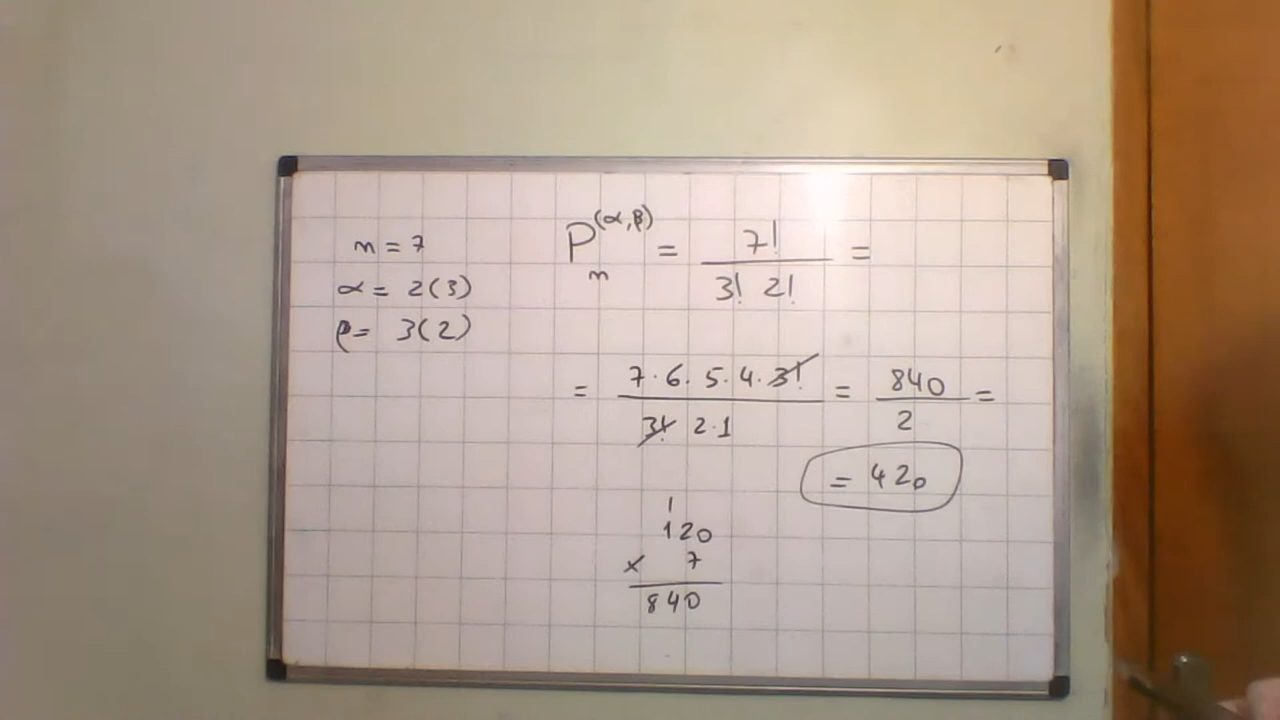 n = 7
α = 2(3)
β = 3(2)
P_n^(α,β) = 7! / 3! 2! =
= 7·6·5·4·3! / 3! 2·1 = 840 / 2 =
= 420
1
120
× 7
840